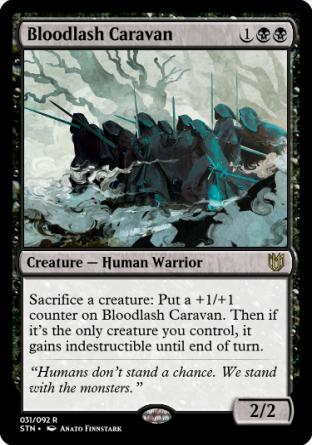 Bloodlash Caravan 1
Creature — Human Warrior
Sacrifice a creature: Put a +1/+1
counter on Bloodlash Caravan. Then if
it's the only creature you control, it
gains indestructible until end of turn.
"Humans don't stand a chance. We stand
with the monsters."
2/2
031/092 R
STN • Anato Finnstark